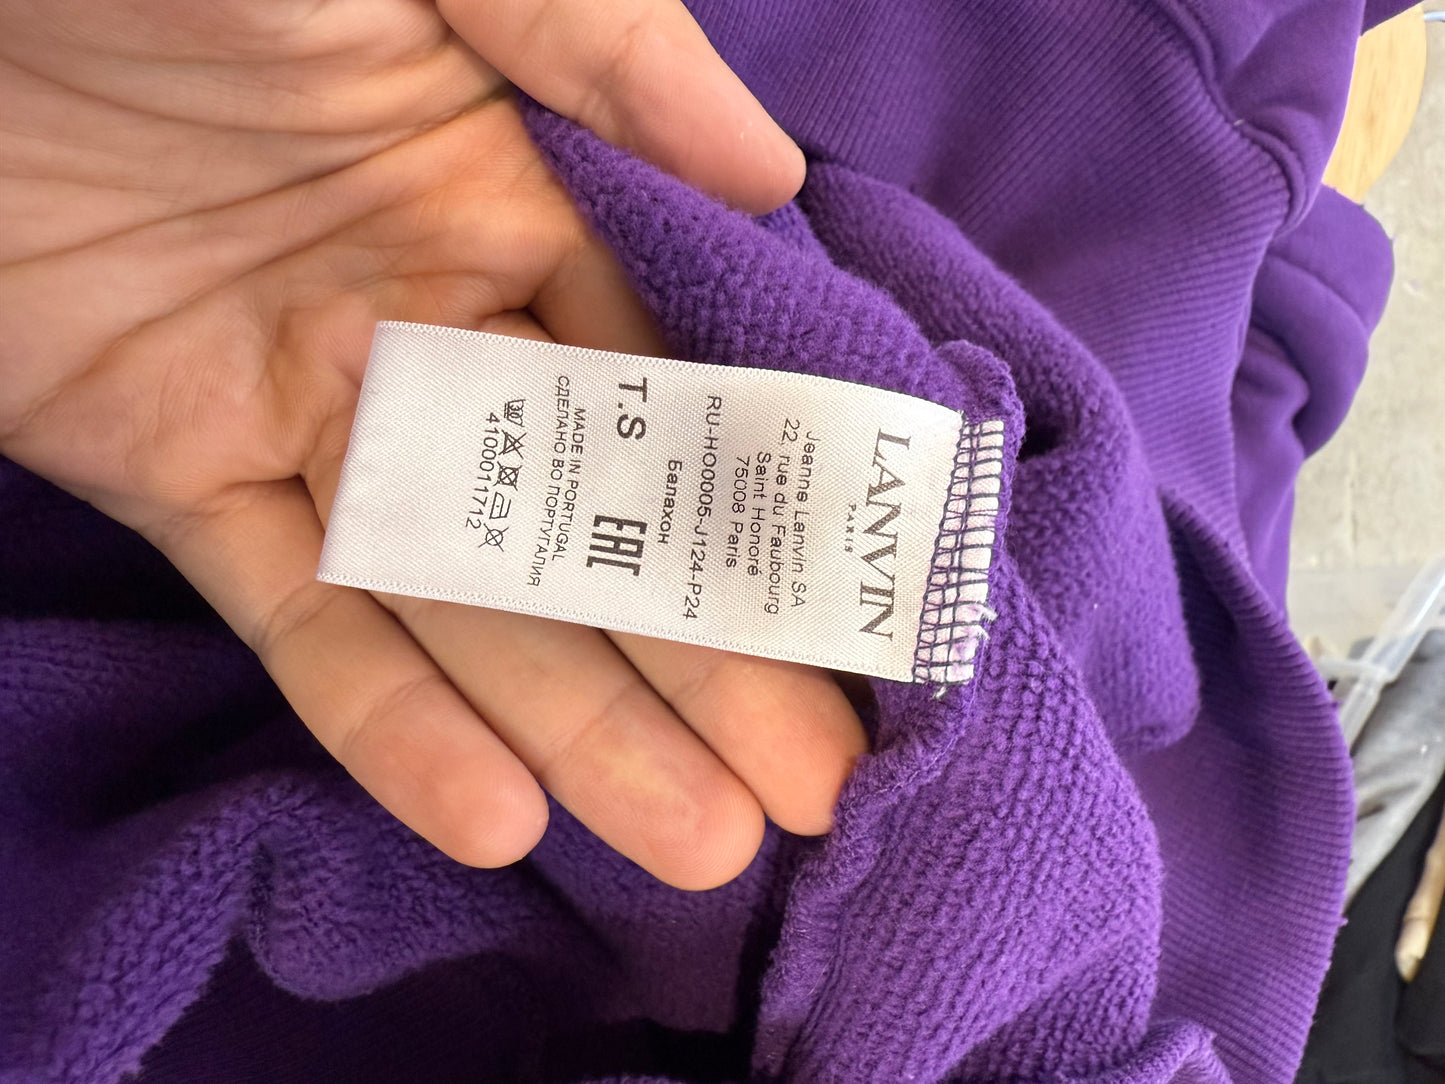 LANVIN
PARIS
Jeanne Lanvin SA
22, rue du Faubourg
Saint Honoré
75008 Paris
RU-HO0005-J124-P24
Балахон
T.S
EAC
MADE IN PORTUGAL
СДЕЛАНО ВО ПОРТУГАЛИЯ
4100011712